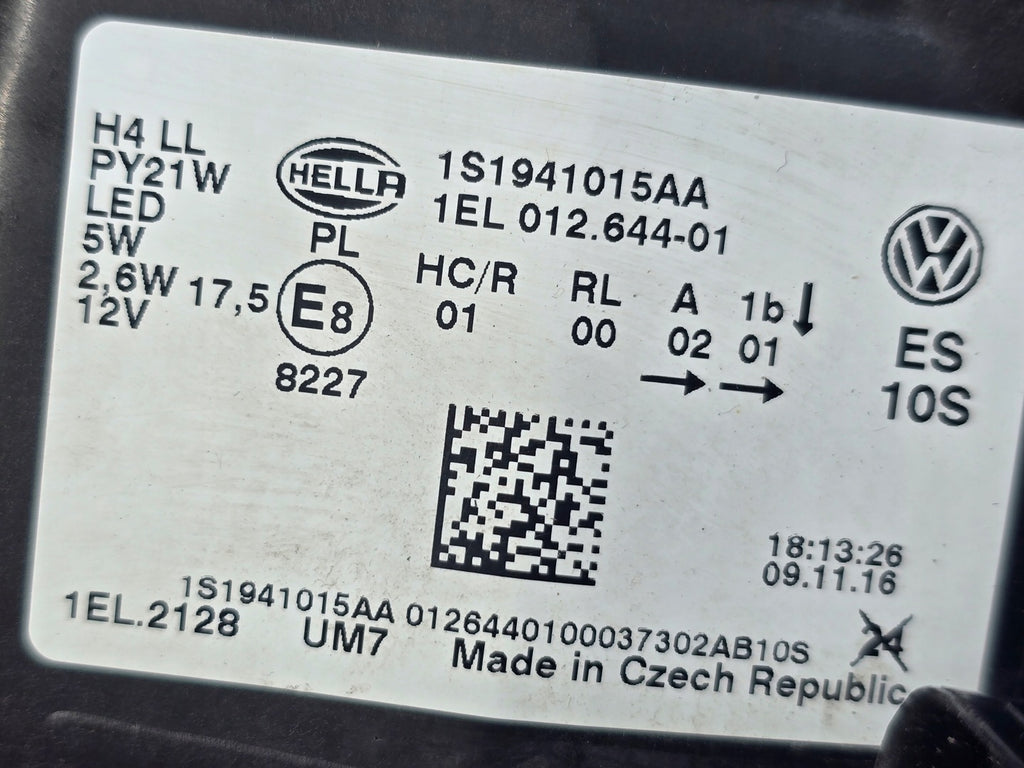 H4 LL
PY21W
LED
5W
2,6W
12V
HELLA
1S1941015AA
1EL 012.644-01
PL
17,5 E8
8227
HC/R RL A 1b ↓
01 00 02 01
→ →
VW
ES
10S
18:13:26
09.11.16
1S1941015AA 0126440100037302AB10S
1EL.2128 UM7 Made in Czech Republic
24